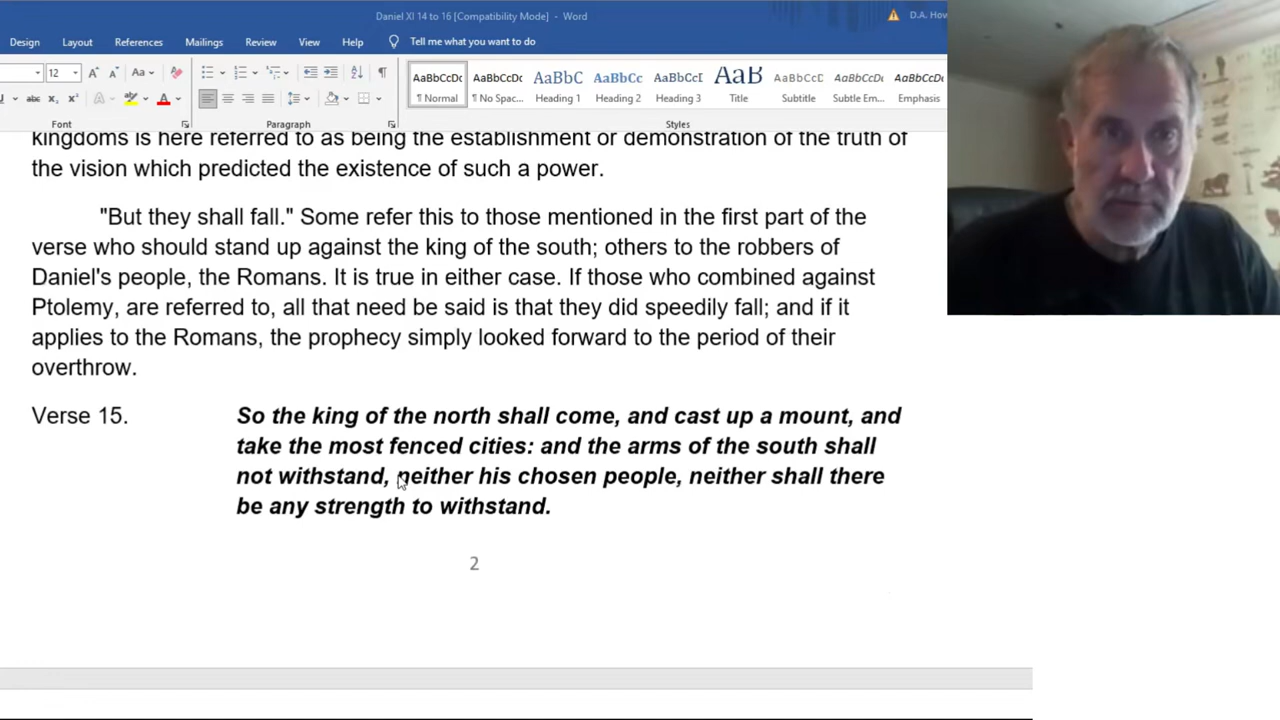 Daniel XI 14 to 16 [Compatibility Mode] - Word
D.A. How
Design Layout References Mailings Review View Help Tell me what you want to do
12 Aa
abc x₂ x² A A
AaBbCcDc AaBbCcDc AaBbC AaBbCc AaBbCcI AaB AaBbCcDc AaBbCcDc AaBbCcDc
¶ Normal ¶ No Spac... Heading 1 Heading 2 Heading 3 Title Subtitle Subtle Em... Emphasis
Font Paragraph Styles
kingdoms is here referred to as being the establishment or demonstration of the truth of
the vision which predicted the existence of such a power.
"But they shall fall." Some refer this to those mentioned in the first part of the
verse who should stand up against the king of the south; others to the robbers of
Daniel's people, the Romans. It is true in either case. If those who combined against
Ptolemy, are referred to, all that need be said is that they did speedily fall; and if it
applies to the Romans, the prophecy simply looked forward to the period of their
overthrow.
Verse 15. So the king of the north shall come, and cast up a mount, and
take the most fenced cities: and the arms of the south shall
not withstand, neither his chosen people, neither shall there
be any strength to withstand.
2